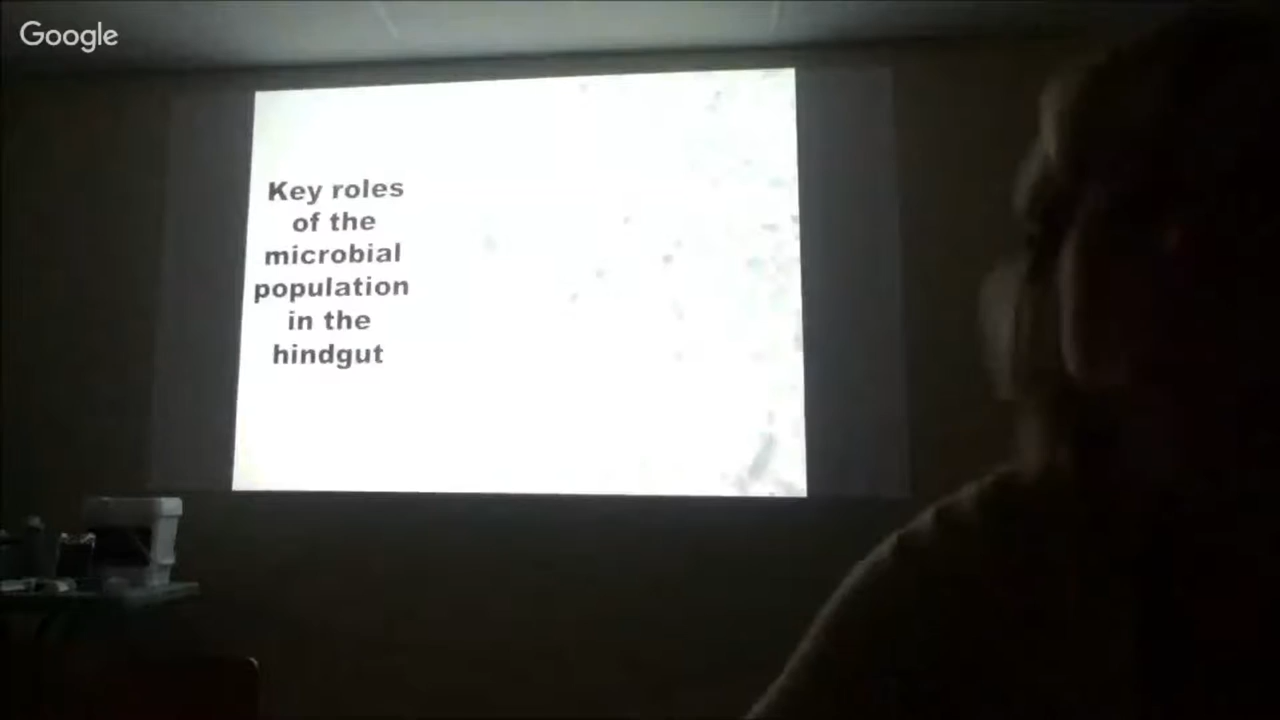 Google
Key roles
of the
microbial
population
in the
hindgut